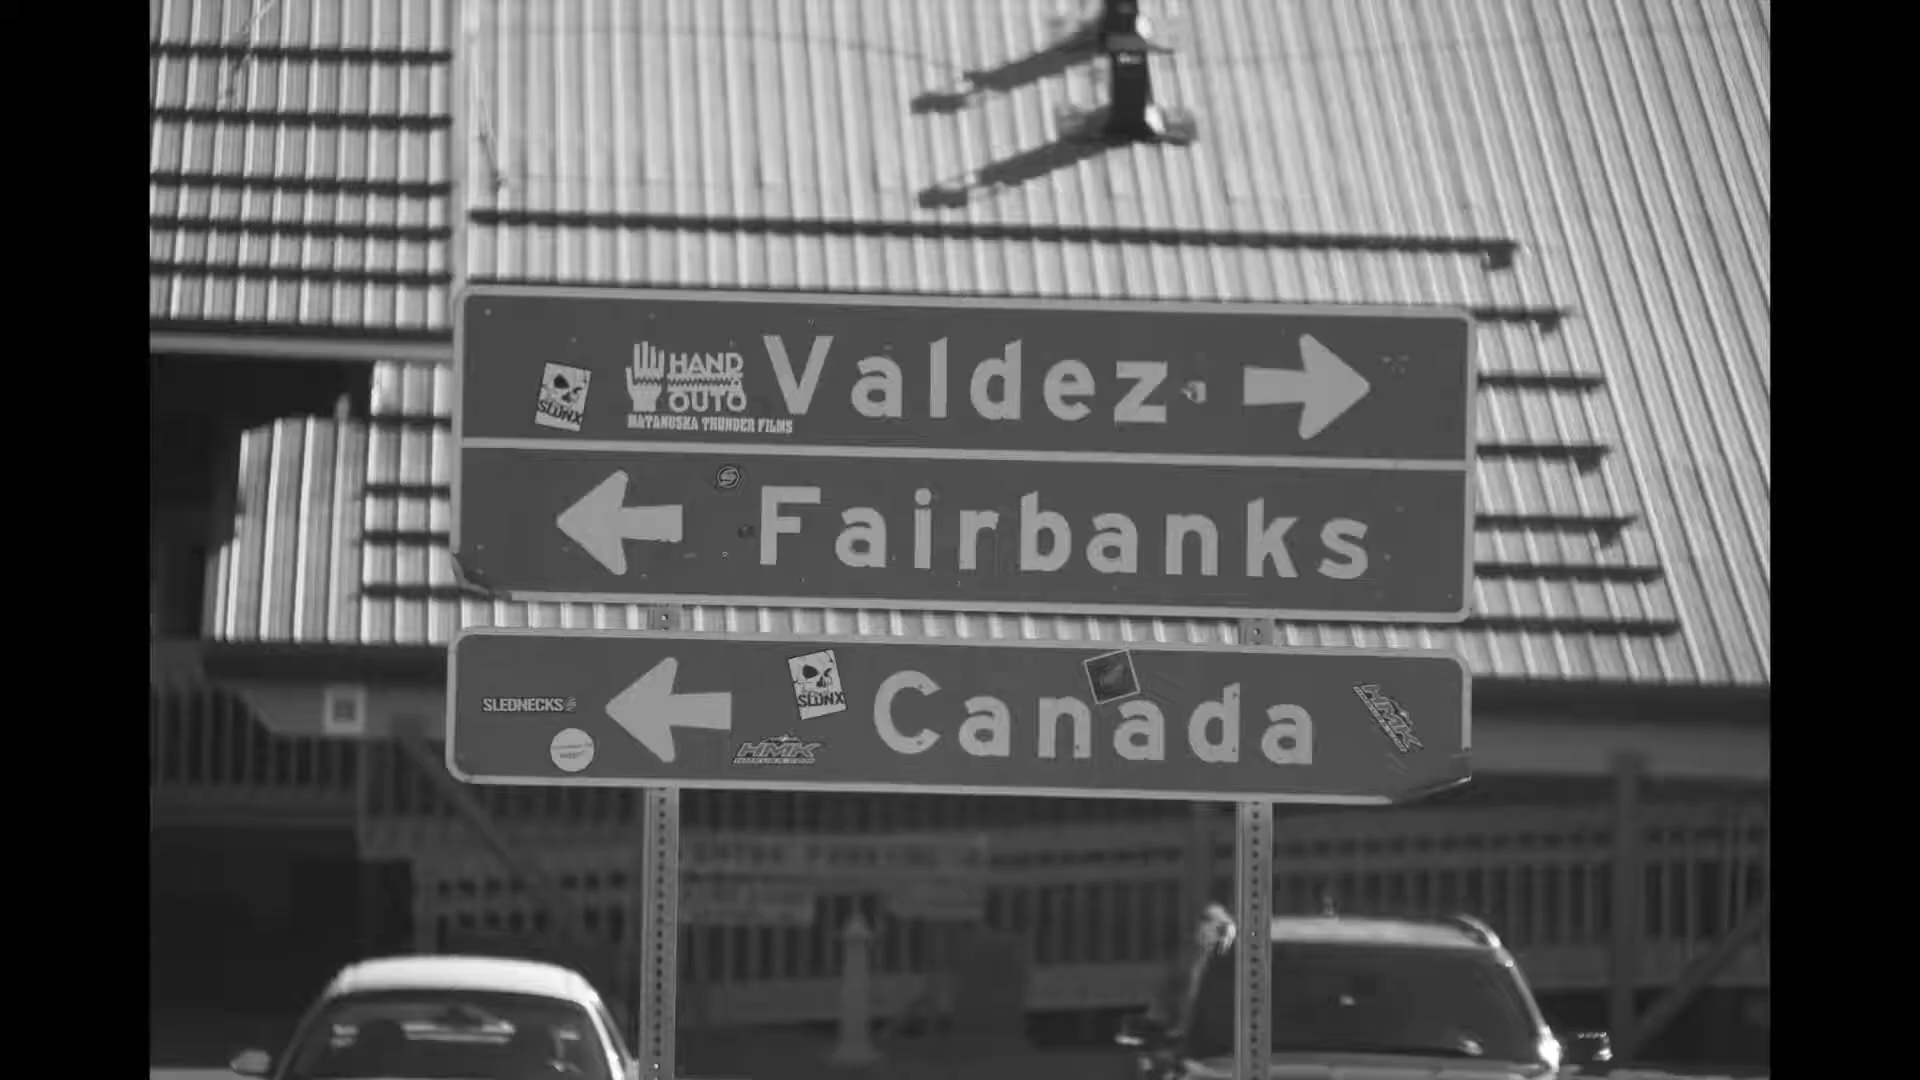 Valdez
HAND
OUTO
MATANUSKA THUNDER FILMS
SLDNX
Fairbanks
SLEDNECKS
SLDNX
Canada
HMK
HMK